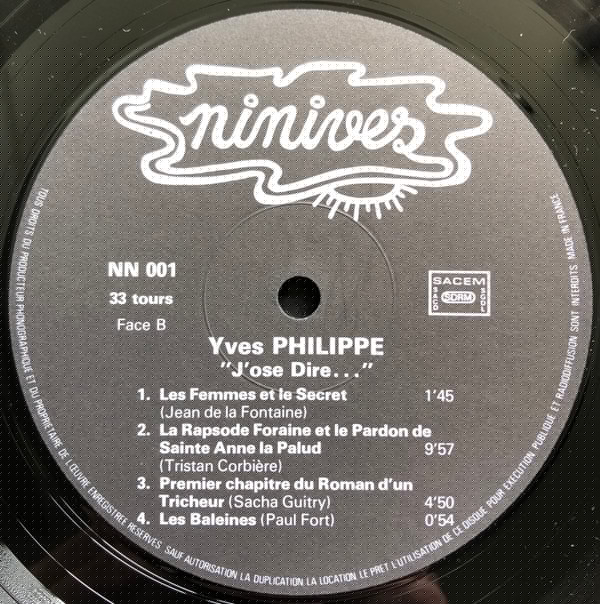 ninives
NN 001
33 tours
Face B
SACEM
SACD
SDRM
SGDL
Yves PHILIPPE
"J'ose Dire..."
1. Les Femmes et le Secret 1'45
(Jean de la Fontaine)
2. La Rapsode Foraine et le Pardon de
Sainte Anne la Palud 9'57
(Tristan Corbière)
3. Premier chapitre du Roman d'un
Tricheur (Sacha Guitry) 4'50
4. Les Baleines (Paul Fort) 0'54
TOUS DROITS DU PRODUCTEUR PHONOGRAPHIQUE ET DU PROPRIETAIRE DE L'ŒUVRE ENREGISTREE RESERVES SAUF AUTORISATION LA DUPLICATION LA LOCATION LE PRET L'UTILISATION DE CE DISQUE POUR EXECUTION PUBLIQUE ET RADIODIFFUSION SONT INTERDITS MADE IN FRANCE